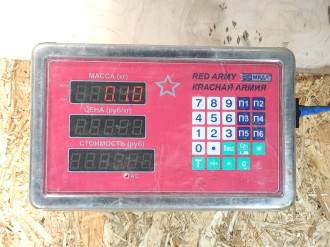 МАССА (кг)
0.10
ЦЕНА (руб/кг)
СТОИМОСТЬ (руб)
RED ARMY
КРАСНАЯ АРМИЯ
МИДЛ
7 8 9 П1 П2
4 5 6 П3 П4
1 2 3 П5 П6
0
T C